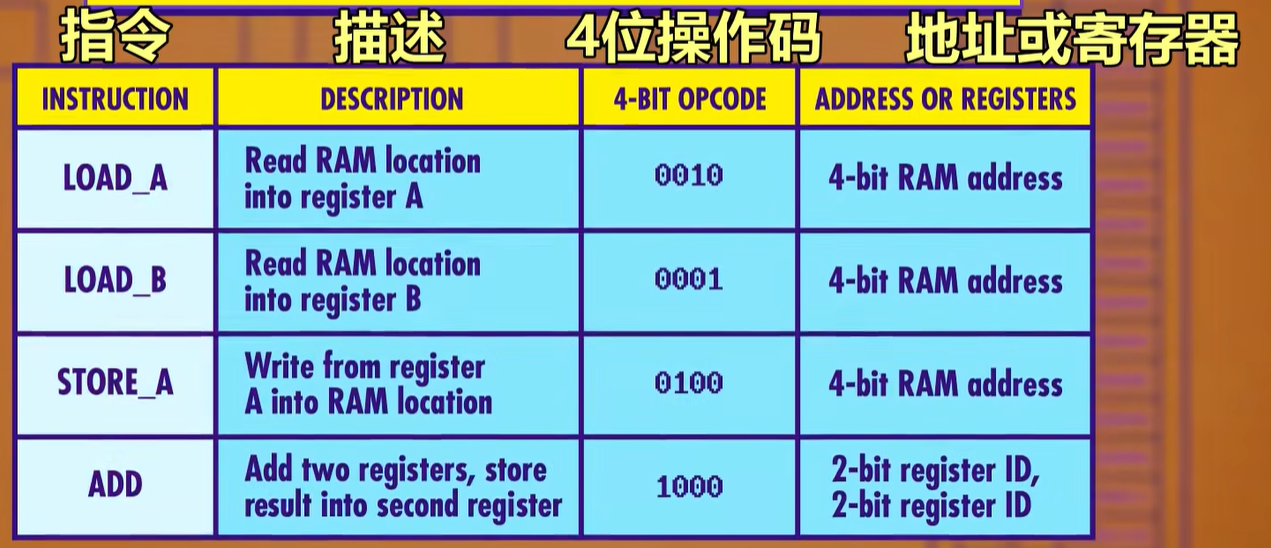 指令 描述 4位操作码 地址或寄存器
INSTRUCTION DESCRIPTION 4-BIT OPCODE ADDRESS OR REGISTERS
LOAD_A Read RAM location into register A 0010 4-bit RAM address
LOAD_B Read RAM location into register B 0001 4-bit RAM address
STORE_A Write from register A into RAM location 0100 4-bit RAM address
ADD Add two registers, store result into second register 1000 2-bit register ID, 2-bit register ID